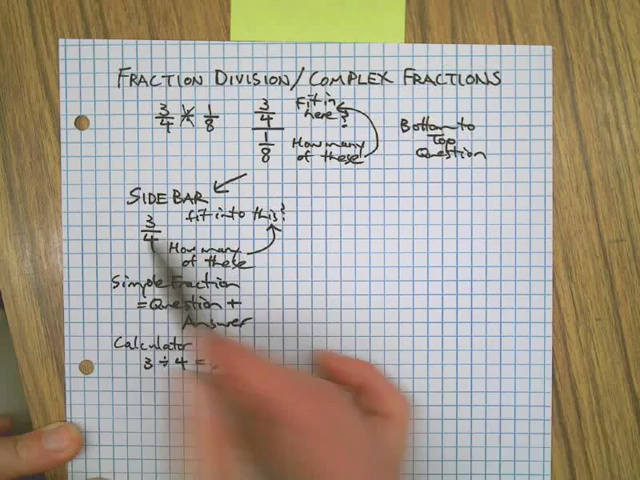 FRACTION DIVISION/COMPLEX FRACTIONS
3/4 ÷ 1/8
3/4
1/8
Fit in
here?
How many
of these
Bottom to
Top
Question
SIDE BAR
fit into this?
3/4
How many
of these
Simple Fraction
= Question +
Answer
Calculator
3 ÷ 4 = .